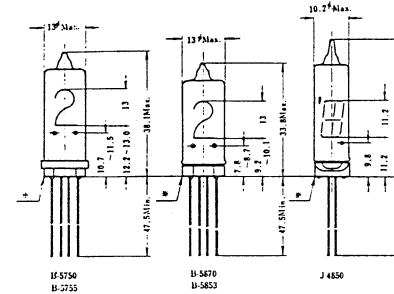 13φMax.
13φMax.
10.2φMax.
2
13
38.1Max.
10.7
~11.5
12.2~13.0
+
47.5Min.
B-5750
B-5755
2
13
33.8Max.
7.8
~8.7
9.2
~10.1
*
47.5Min.
B-5870
B-5853
11.2
9.8
11.2
*
J-4850